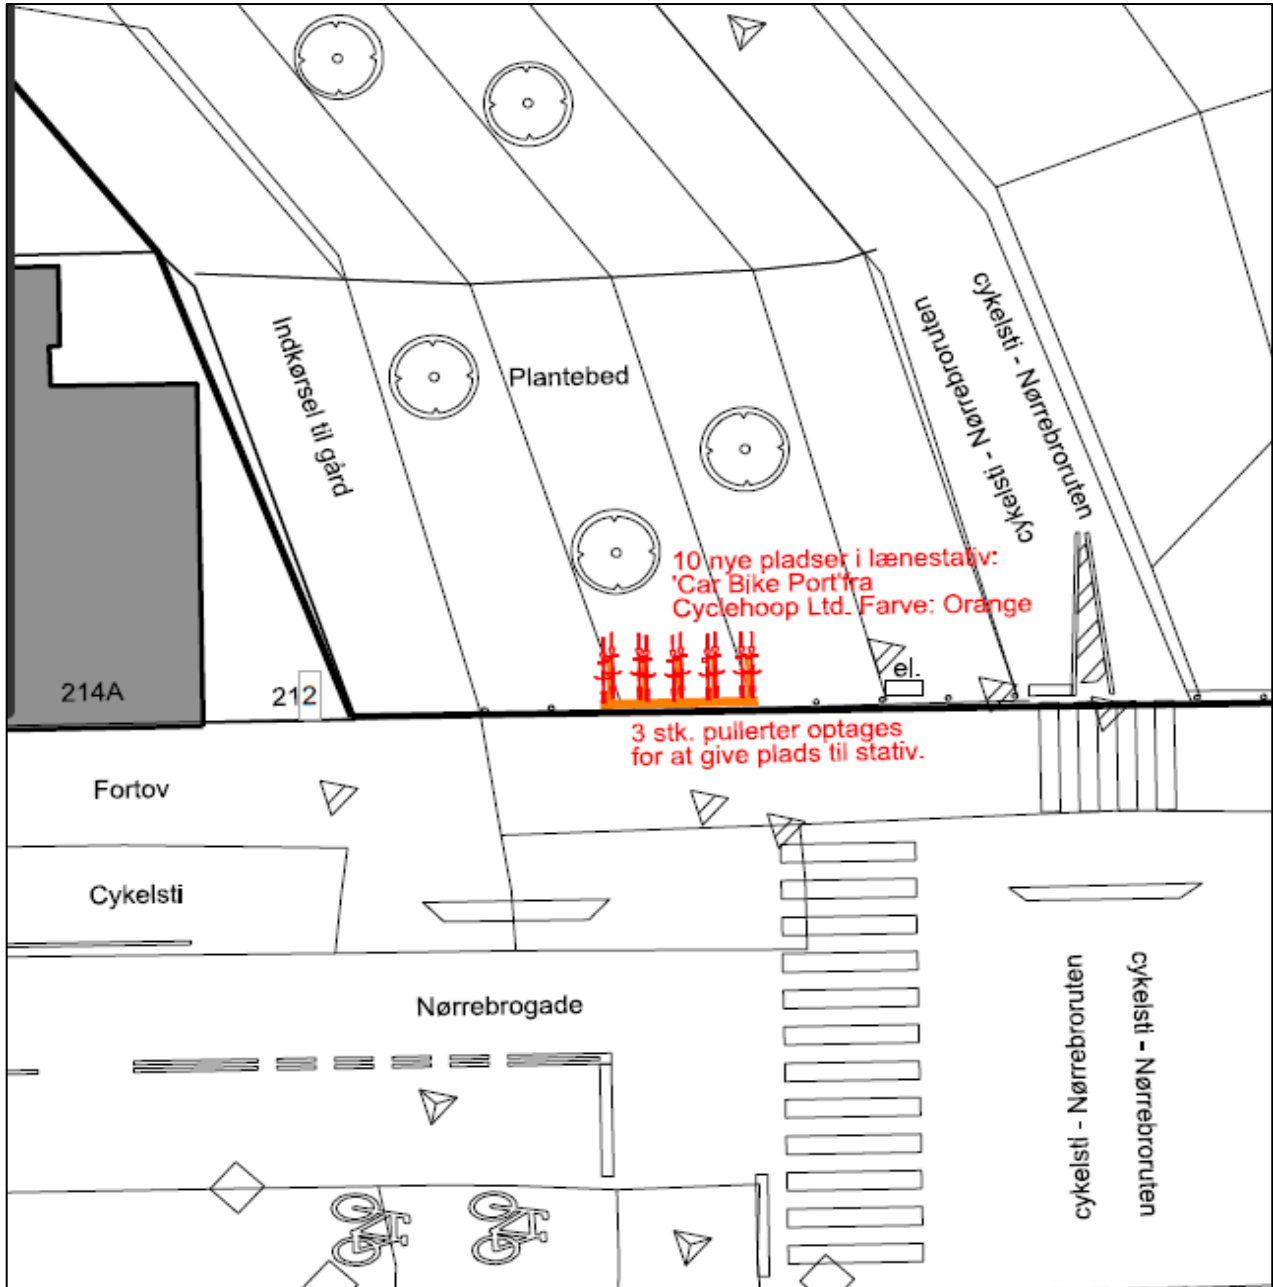 cykelsti - Nørrebroruten
cykelsti - Nørrebroruten
Indkørsel til gård
Plantebed
10 nye pladser i lænestativ:
'Car Bike Port'fra
Cyclehoop Ltd. Farve: Orange
el.
214A
212
3 stk. pullerter optages
for at give plads til stativ.
Fortov
Cykelsti
Nørrebrogade
cykelsti - Nørrebroruten
cykelsti - Nørrebroruten